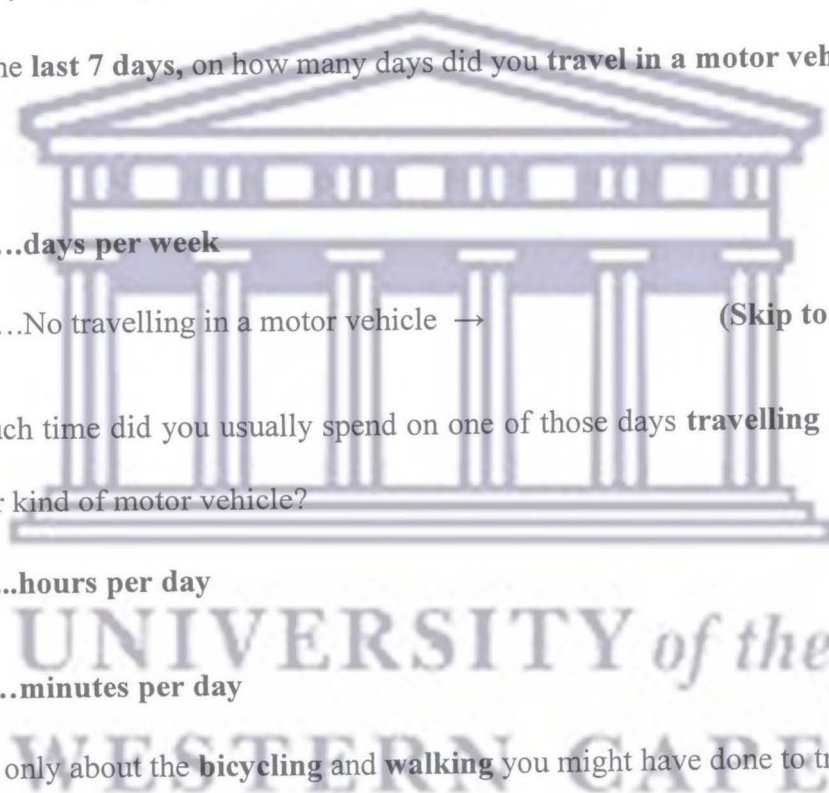 ne last 7 days, on how many days did you travel in a motor veh
...days per week
...No travelling in a motor vehicle → (Skip to
uch time did you usually spend on one of those days travelling
r kind of motor vehicle?
...hours per day
UNIVERSITY of the
...minutes per day
WESTERN CAPE
only about the bicycling and walking you might have done to tr